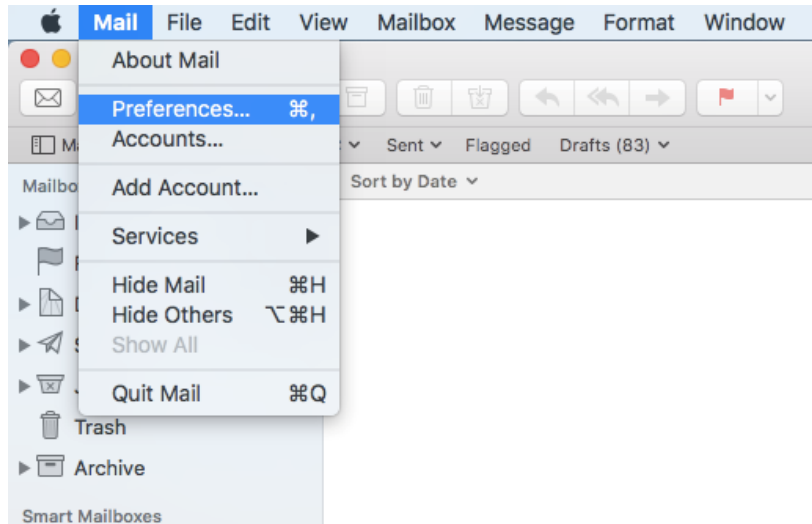 Mail File Edit View Mailbox Message Format Window
About Mail
Preferences... ⌘,
Accounts...
Sent Flagged Drafts (83)
Add Account...
Sort by Date
Services
Hide Mail ⌘H
Hide Others ⌥⌘H
Show All
Quit Mail ⌘Q
Trash
Archive
Smart Mailboxes